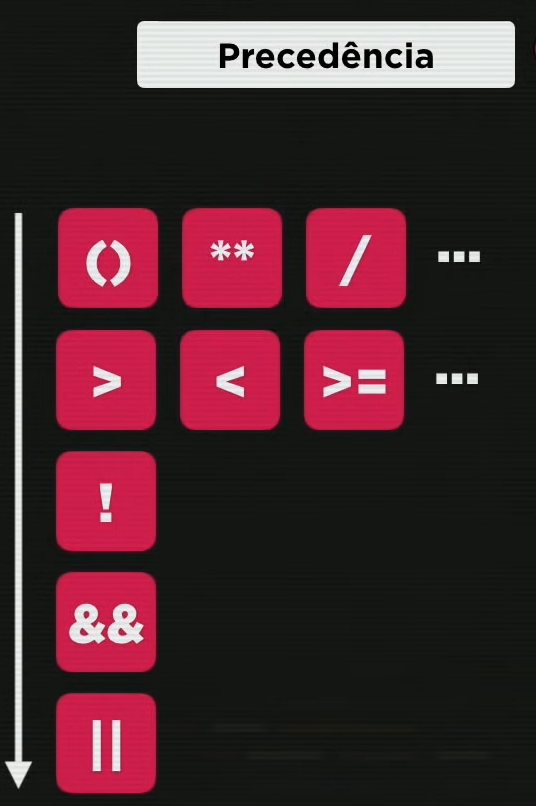 Precedência
() ** / ...
> < >= ...
!
&&
||